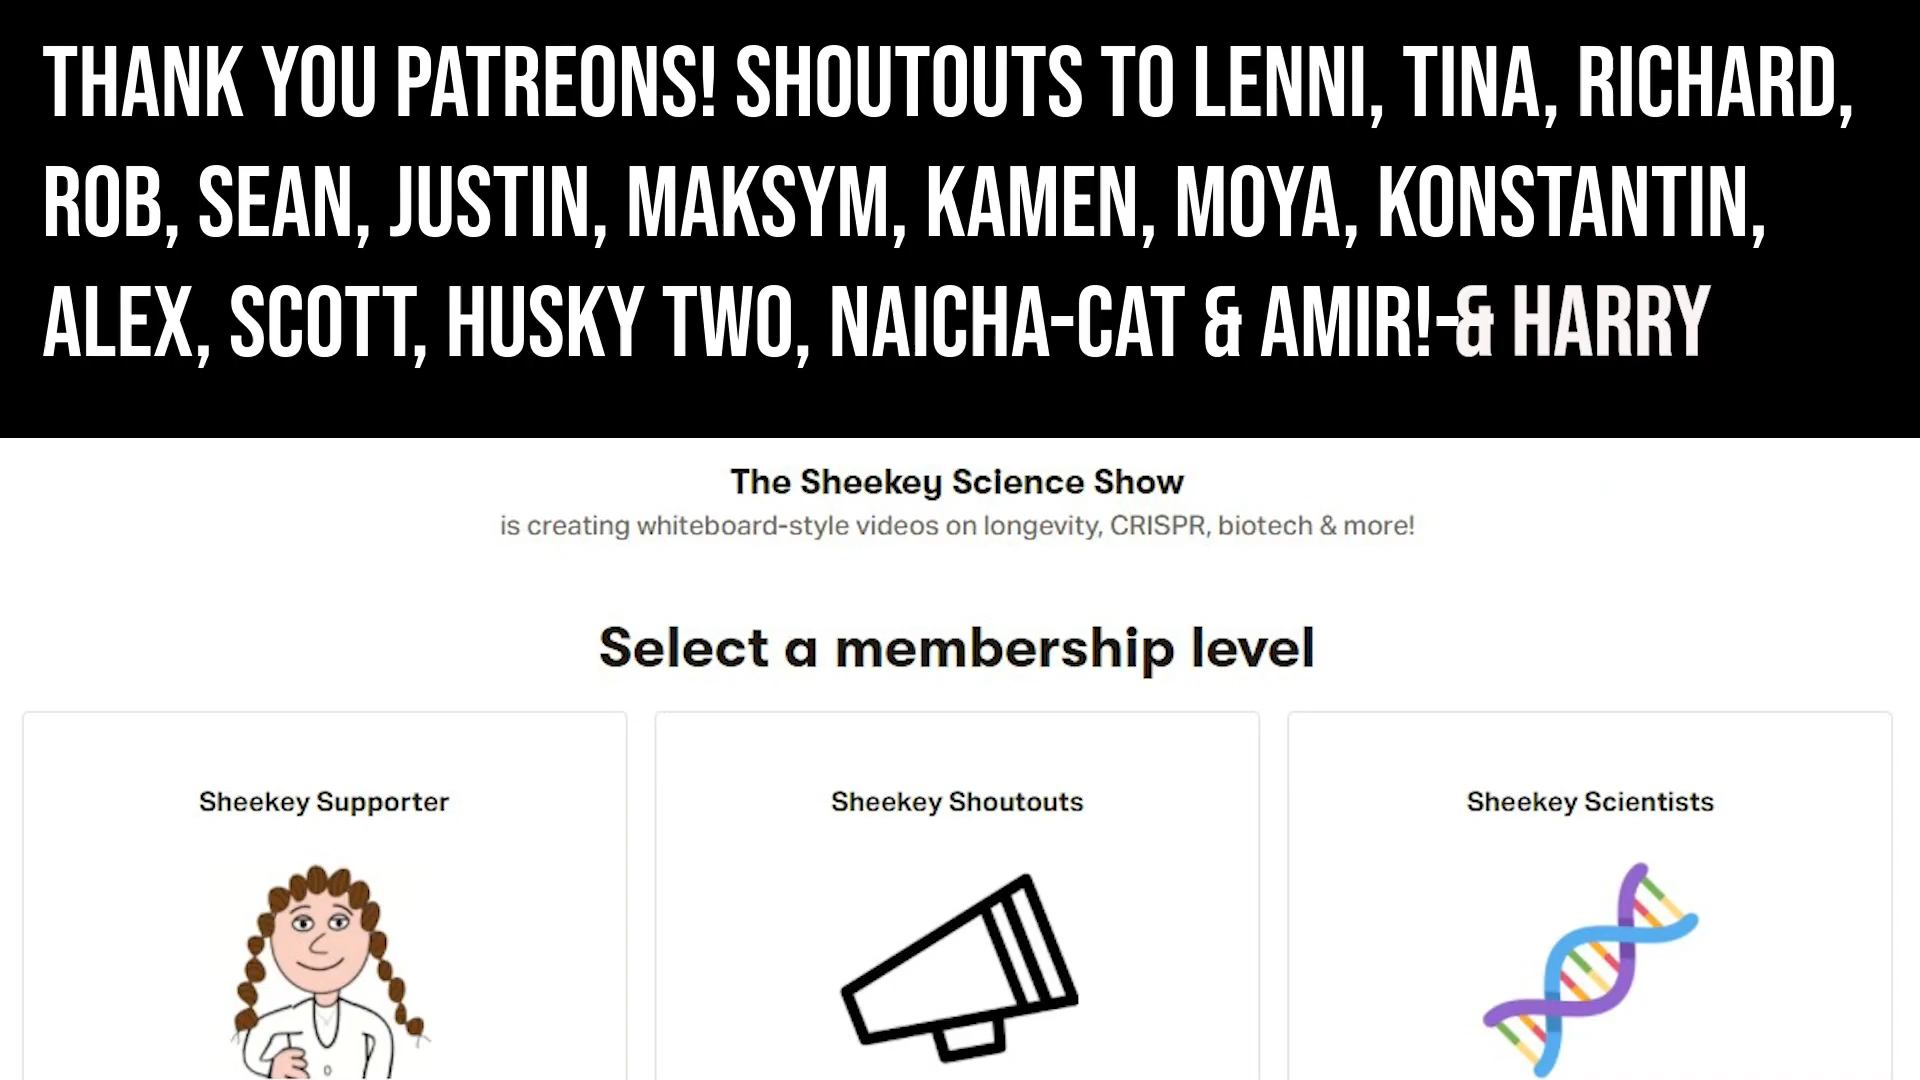 THANK YOU PATREONS! SHOUTOUTS TO LENNI, TINA, RICHARD,
ROB, SEAN, JUSTIN, MAKSYM, KAMEN, MOYA, KONSTANTIN,
ALEX, SCOTT, HUSKY TWO, NAICHA-CAT & AMIR!-& HARRY
The Sheekey Science Show
is creating whiteboard-style videos on longevity, CRISPR, biotech & more!
Select a membership level
Sheekey Supporter
Sheekey Shoutouts
Sheekey Scientists